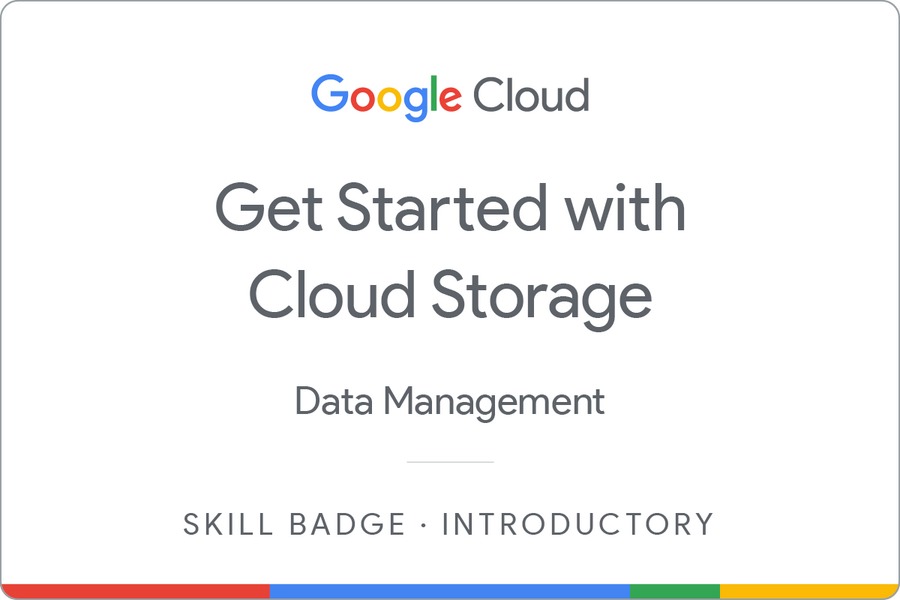 Google Cloud
Get Started with
Cloud Storage
Data Management
SKILL BADGE · INTRODUCTORY